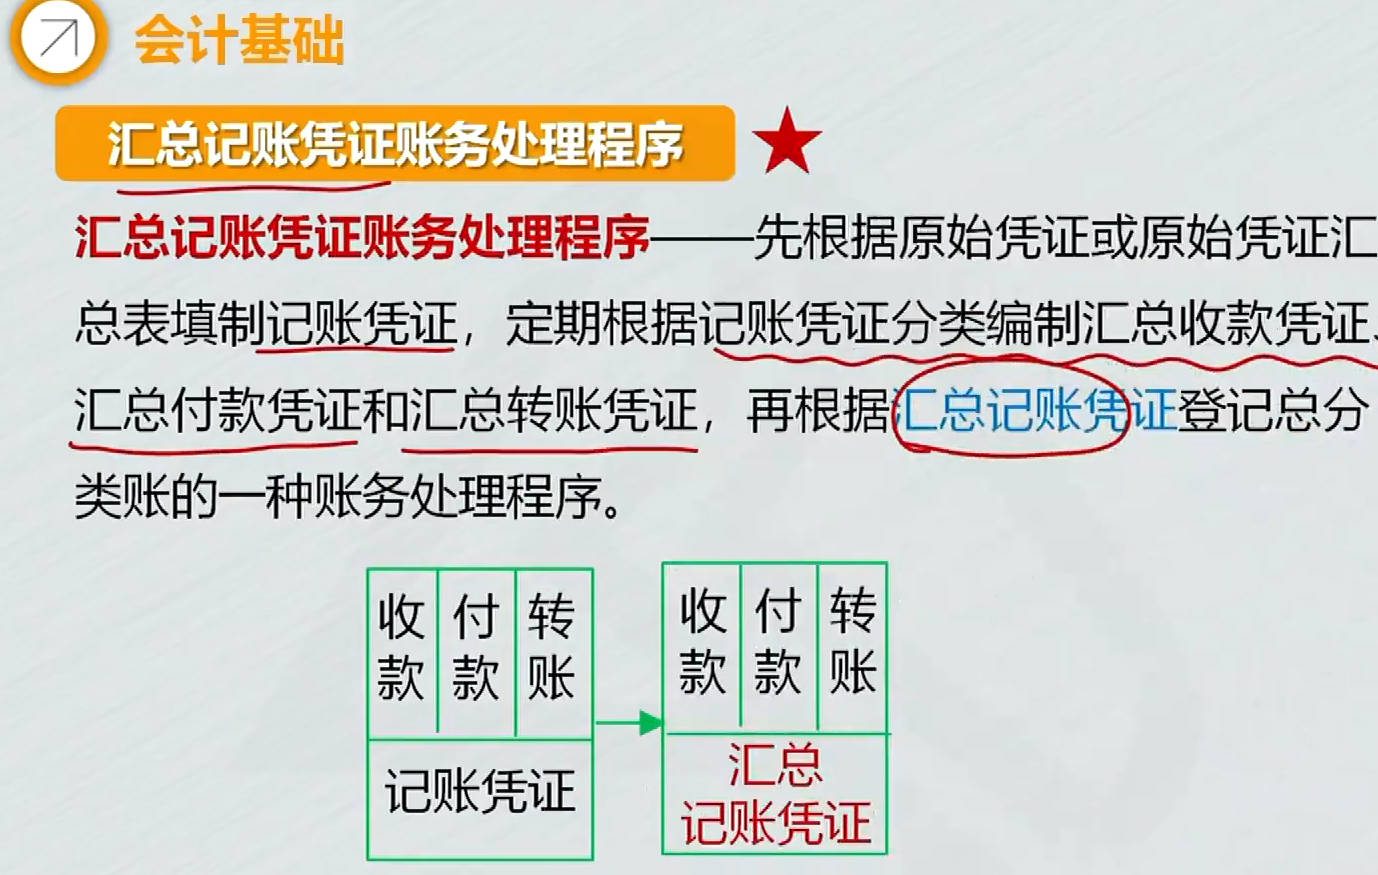 会计基础
汇总记账凭证账务处理程序
汇总记账凭证账务处理程序——先根据原始凭证或原始凭证汇
总表填制记账凭证，定期根据记账凭证分类编制汇总收款凭证、
汇总付款凭证和汇总转账凭证，再根据汇总记账凭证登记总分
类账的一种账务处理程序。
收款 付款 转账
记账凭证
收款 付款 转账
汇总
记账凭证